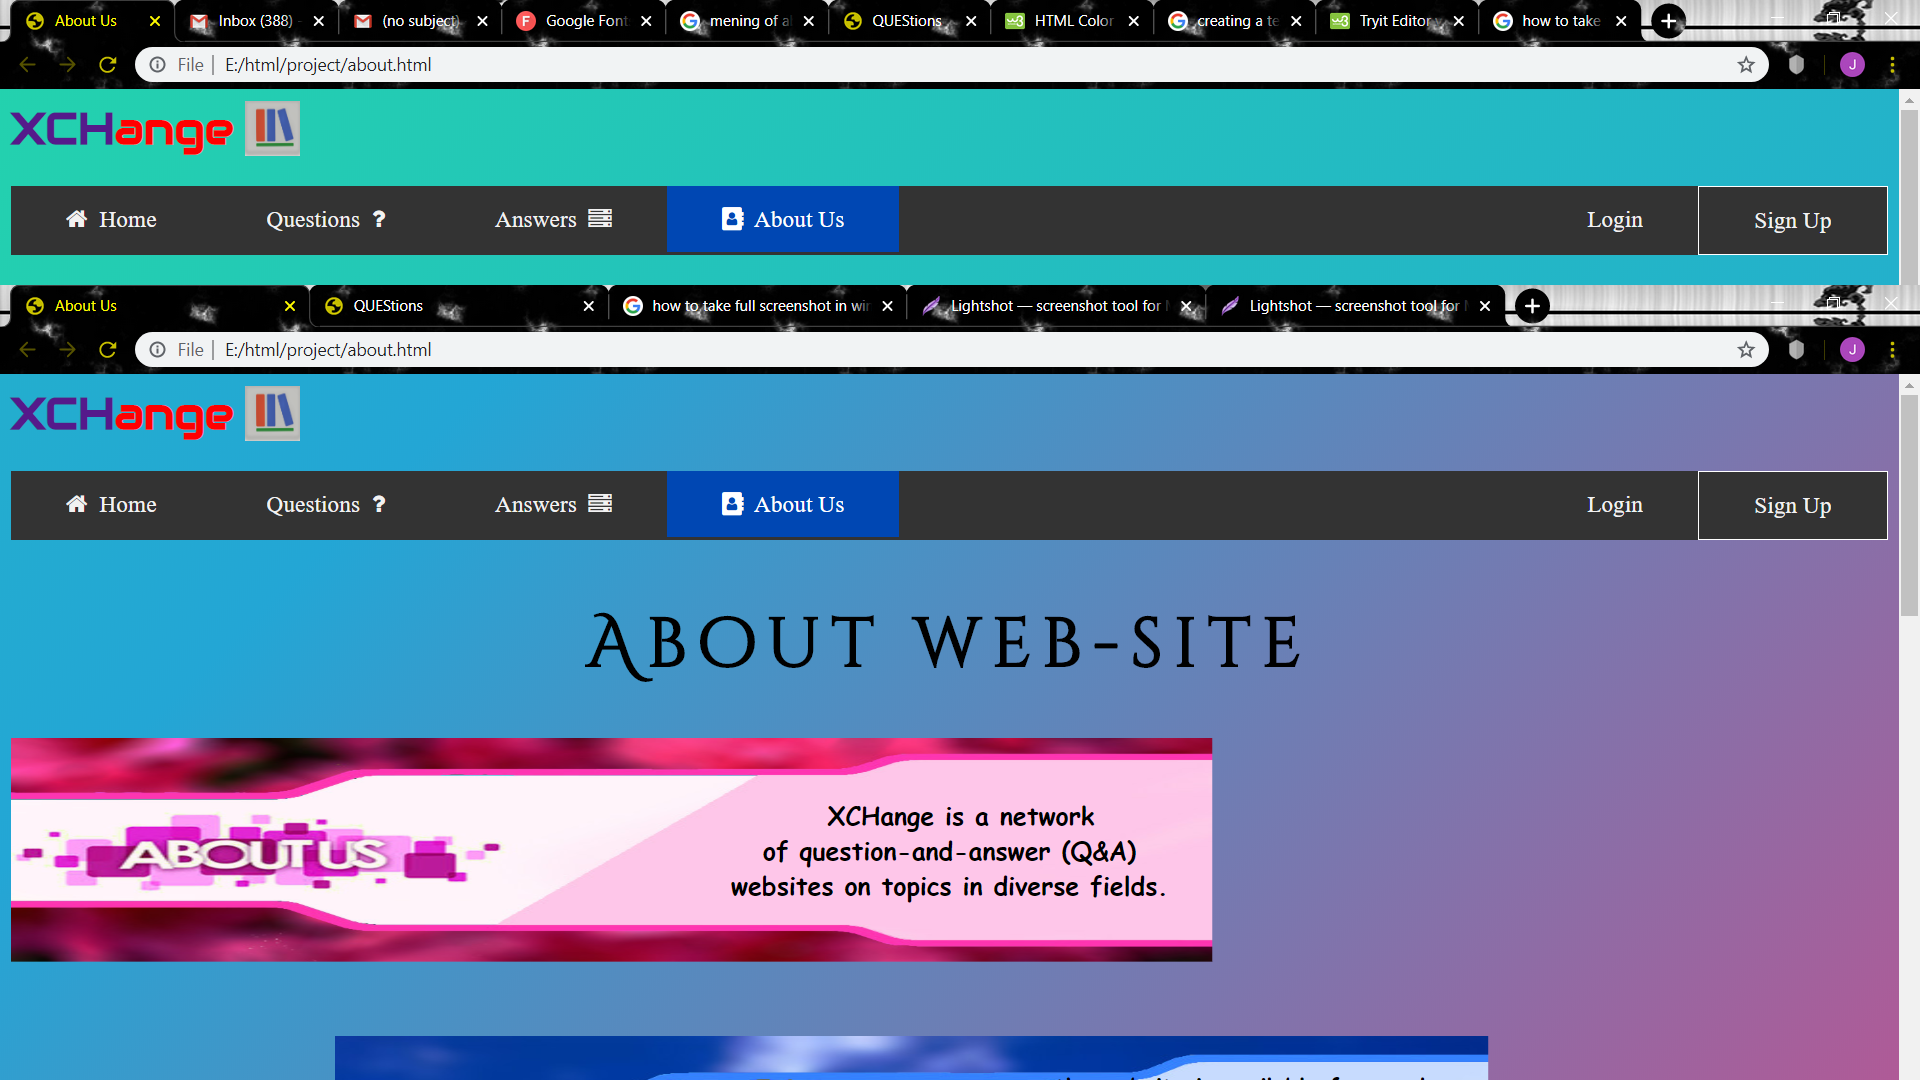 About Us
Inbox (388) -
(no subject)
Google Font
mening of al
QUEStions
HTML Color
creating a te
Tryit Editor
how to take
File
E:/html/project/about.html
J
XCHange
Home
Questions ?
Answers
About Us
Login
Sign Up
About Us
QUEStions
how to take full screenshot in win
Lightshot — screenshot tool for M
Lightshot — screenshot tool for M
File
E:/html/project/about.html
J
XCHange
Home
Questions ?
Answers
About Us
Login
Sign Up
About web-site
ABOUT US
XCHange is a network
of question-and-answer (Q&A)
websites on topics in diverse fields.